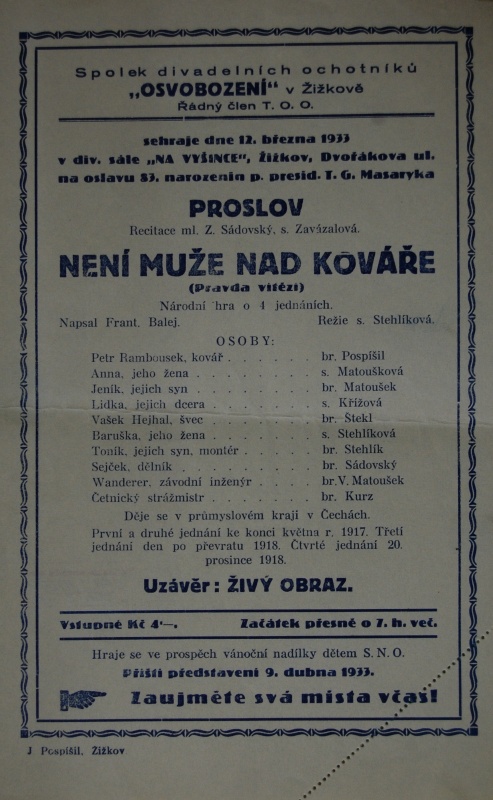 Spolek divadelních ochotníků
„OSVOBOZENÍ" v Žižkově
Řádný člen T. O. O.
sehraje dne 12. března 1933
v div. sále „NA VYŠINCE", Žižkov, Dvořákova ul.
na oslavu 83. narozenin p. presid. T. G. Masaryka
PROSLOV
Recitace ml. Z. Sádovský, s. Zavázalová.
NENÍ MUŽE NAD KOVÁŘE
(Pravda vítězí)
Národní hra o 4 jednáních.
Napsal Frant. Balej. Režie s. Stehlíková.
OSOBY:
Petr Rambousek, kovář . . . . . . . br. Pospíšil
Anna, jeho žena . . . . . . . . . s. Matoušková
Jeník, jejich syn . . . . . . . . . br. Matoušek
Lidka, jejich dcera . . . . . . . . s. Křížová
Vašek Hejhal, švec . . . . . . . . br. Štekl
Baruška, jeho žena . . . . . . . . s. Stehlíková
Toník, jejich syn, montér . . . . . . br. Stehlík
Sejček, dělník . . . . . . . . . . br. Sádovský
Wanderer, závodní inženýr . . . . . br. V. Matoušek
Četnický strážmistr . . . . . . . . br. Kurz
Děje se v průmyslovém kraji v Čechách.
První a druhé jednání ke konci května r. 1917. Třetí
jednání den po převratu 1918. Čtvrté jednání 20.
prosince 1918.
Uzávěr: ŽIVÝ OBRAZ.
Vstupné Kč 4·—. Začátek přesně o 7. h. več.
Hraje se ve prospěch vánoční nadílky dětem S. N. O.
Příští představení 9. dubna 1933.
Zaujměte svá místa včas!
J Pospíšil, Žižkov